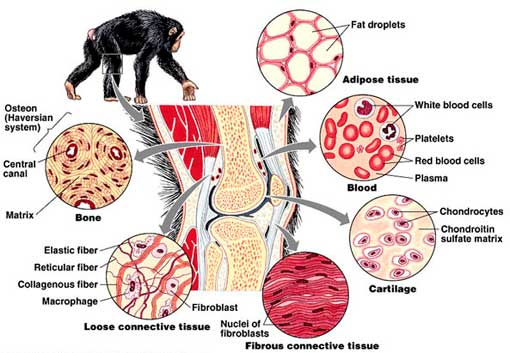 Fat droplets
Adipose tissue
Osteon
(Haversian
system)
Central
canal
Matrix
Bone
White blood cells
Platelets
Red blood cells
Plasma
Blood
Chondrocytes
Chondroitin
sulfate matrix
Cartilage
Elastic fiber
Reticular fiber
Collagenous fiber
Macrophage
Fibroblast
Loose connective tissue
Nuclei of
fibroblasts
Fibrous connective tissue